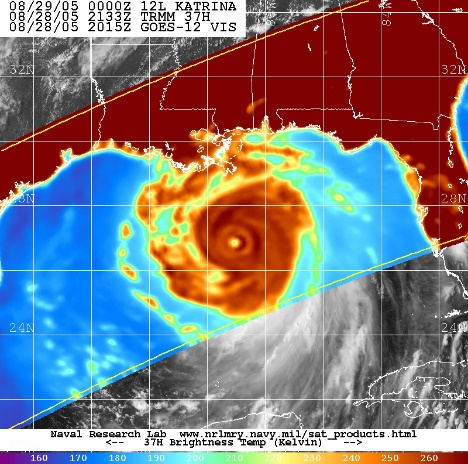 08/29/05 0000Z 12L KATRINA
08/28/05 2133Z TRMM 37H
08/28/05 2015Z GOES-12 VIS
32N
32N
28N
28N
24N
24N
Naval Research Lab www.nrlmry.navy.mil/sat_products.html
<-- 37H Brightness Temp (Kelvin) -->
160 170 180 190 200 210 220 230 240 250 260